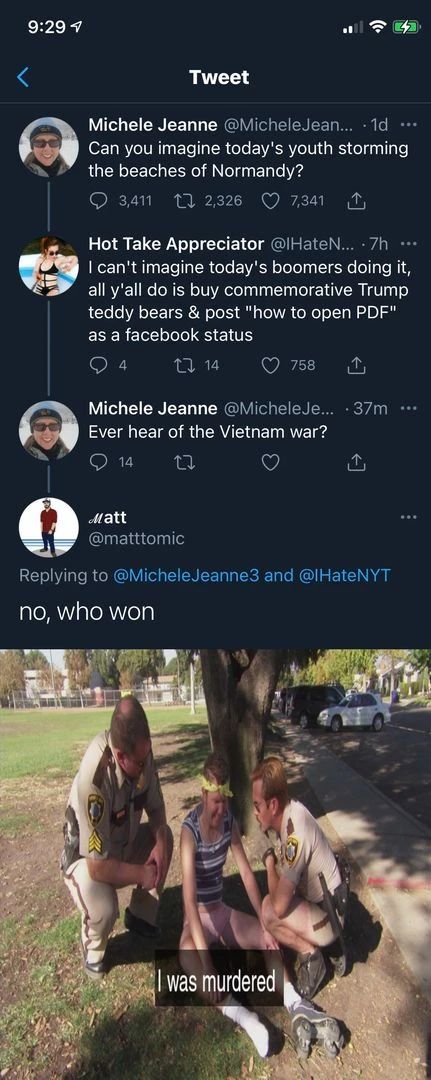 9:29
Tweet
Michele Jeanne @MicheleJean... · 1d
Can you imagine today's youth storming
the beaches of Normandy?
3,411 2,326 7,341
Hot Take Appreciator @IHateN... · 7h
I can't imagine today's boomers doing it,
all y'all do is buy commemorative Trump
teddy bears & post "how to open PDF"
as a facebook status
4 14 758
Michele Jeanne @MicheleJe... · 37m
Ever hear of the Vietnam war?
14
𝓜att
@matttomic
Replying to @MicheleJeanne3 and @IHateNYT
no, who won
I was murdered